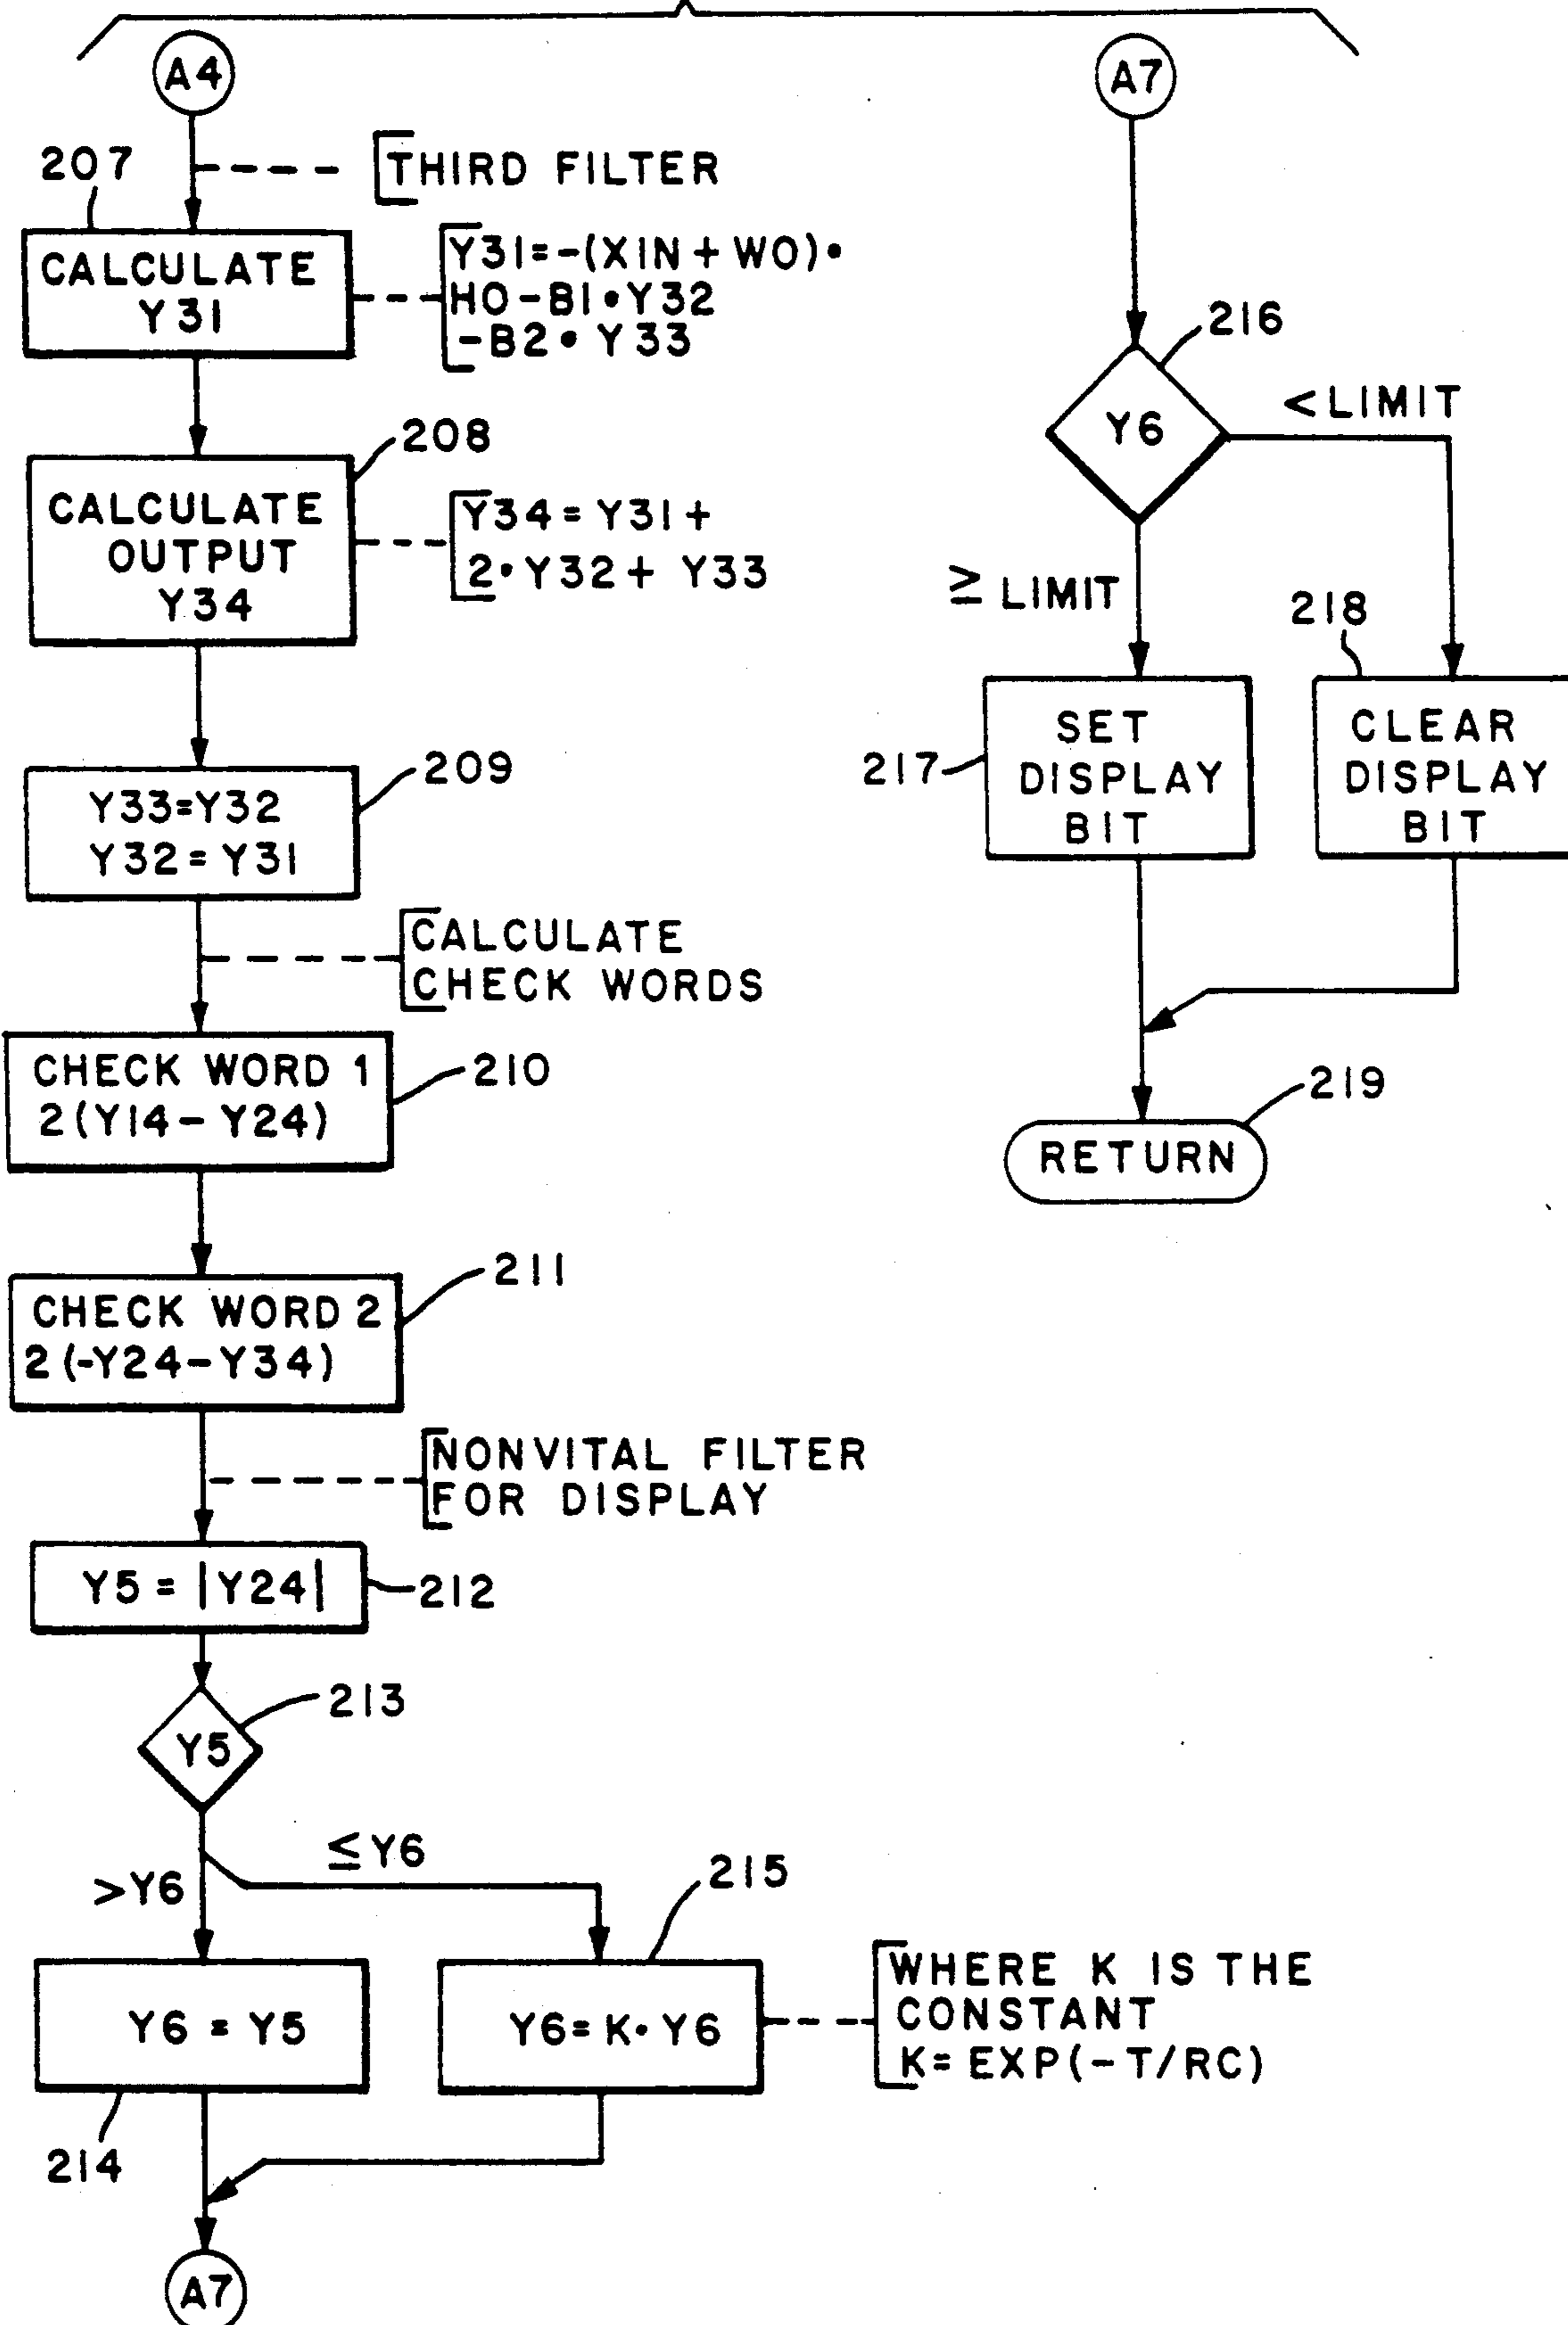 A4
THIRD FILTER
207
CALCULATE
Y31
Y31=-(XIN + WO)•
HO-B1•Y32
-B2•Y33
208
CALCULATE
OUTPUT
Y34
Y34=Y31+
2•Y32+ Y33
209
Y33=Y32
Y32=Y31
CALCULATE
CHECK WORDS
210
CHECK WORD 1
2(Y14-Y24)
211
CHECK WORD 2
2(-Y24-Y34)
NONVITAL FILTER
FOR DISPLAY
Y5=|Y24|
212
213
Y5
≤Y6
>Y6
215
Y6=Y5
Y6=K•Y6
WHERE K IS THE
CONSTANT
K=EXP(-T/RC)
214
A7
A7
216
Y6
<LIMIT
≥ LIMIT
218
217
SET
DISPLAY
BIT
CLEAR
DISPLAY
BIT
219
RETURN